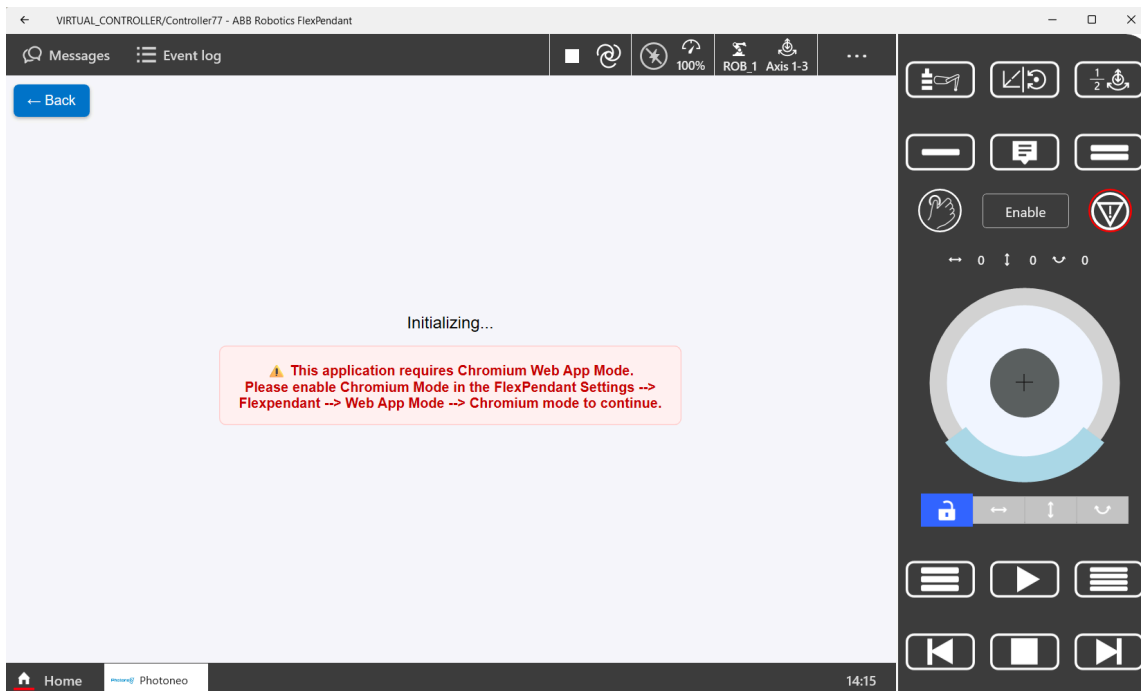 VIRTUAL_CONTROLLER/Controller77 - ABB Robotics FlexPendant
Messages
Event log
100%
ROB_1
Axis 1-3
...
← Back
1
2
Enable
0
0
0
Initializing...
⚠ This application requires Chromium Web App Mode.
Please enable Chromium Mode in the FlexPendant Settings -->
Flexpendant --> Web App Mode --> Chromium mode to continue.
Home
Photoneo
14:15